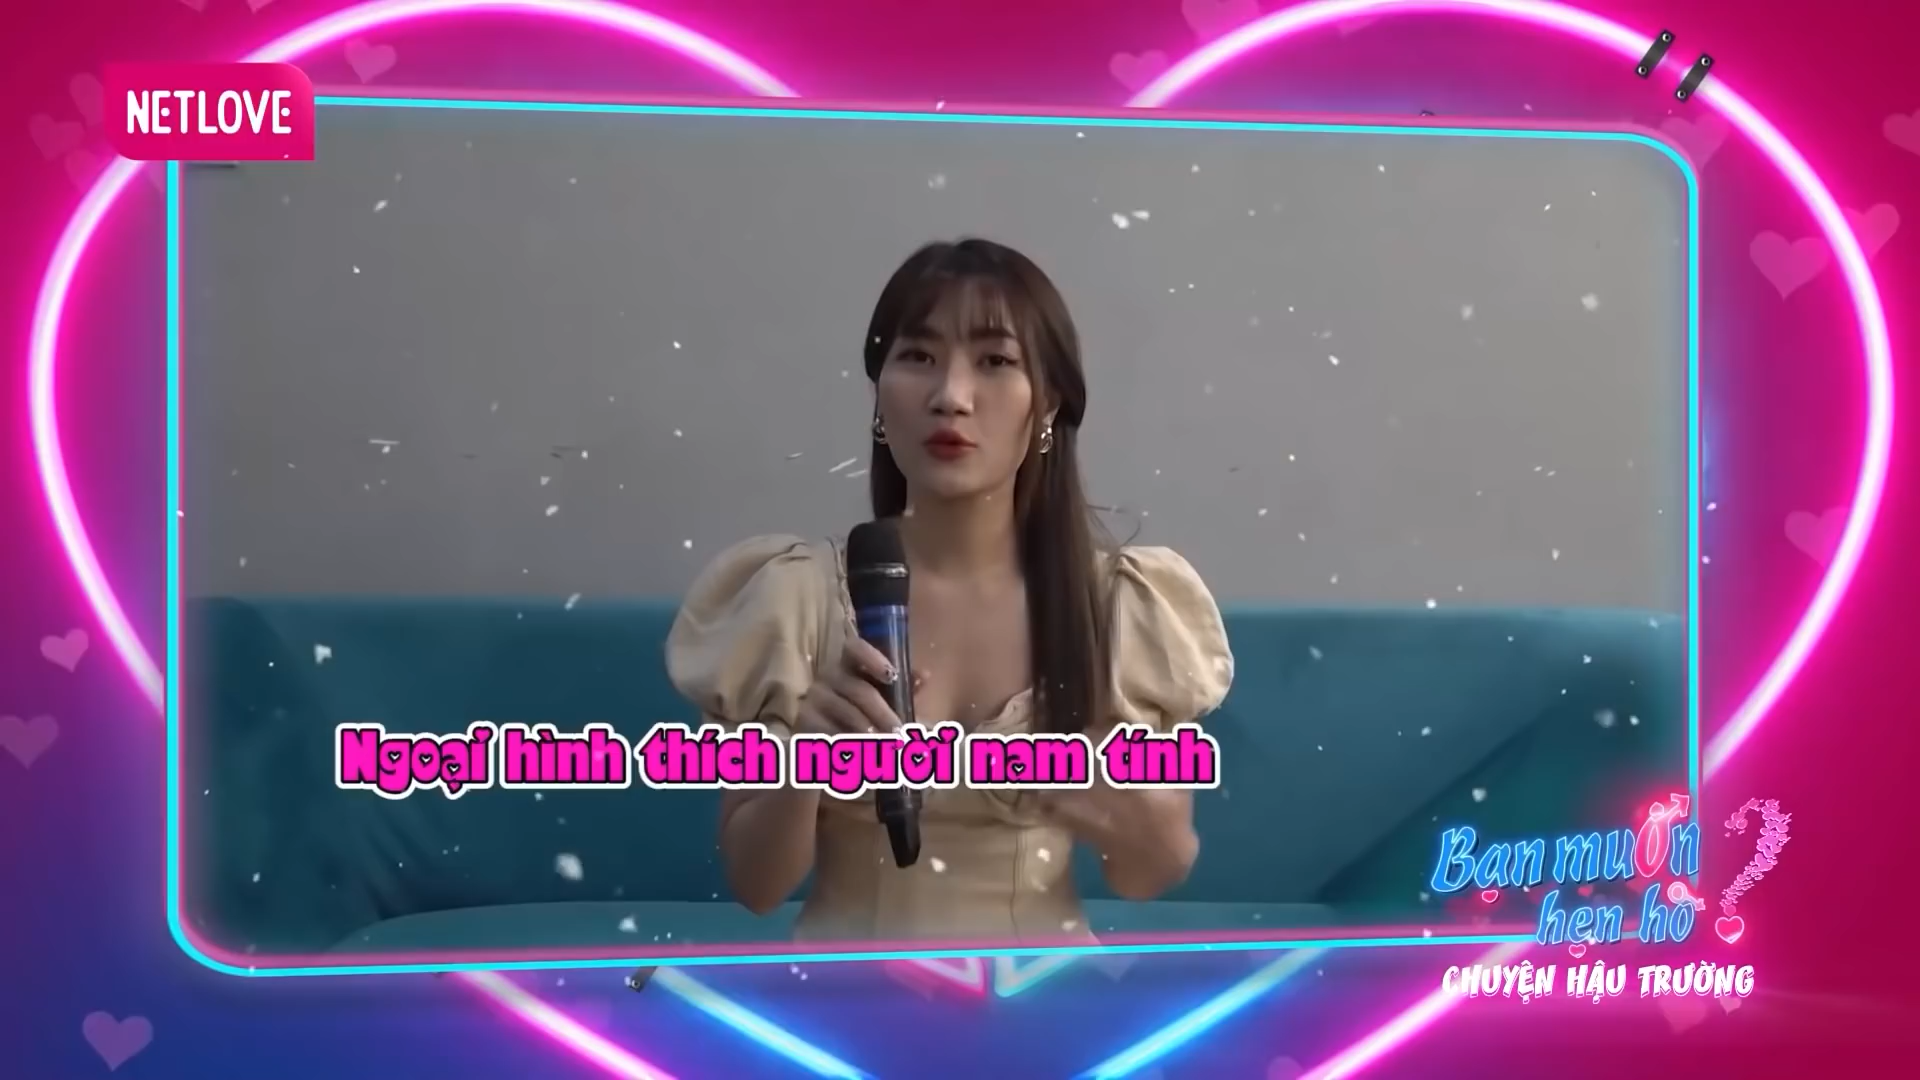 NETLOVE
Ngoại hình thích người nam tính
Bạn muốn
hẹn hò?
CHUYỆN HẬU TRƯỜNG